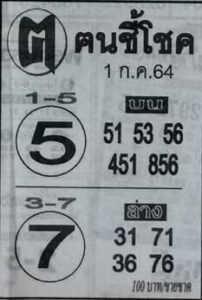 ต คนชี้โชค
1 ก.ค.64
1-5 บน
5 51 53 56
451 856
3-7 ล่าง
7 31 71
36 76
100 บาท/ขายขาด